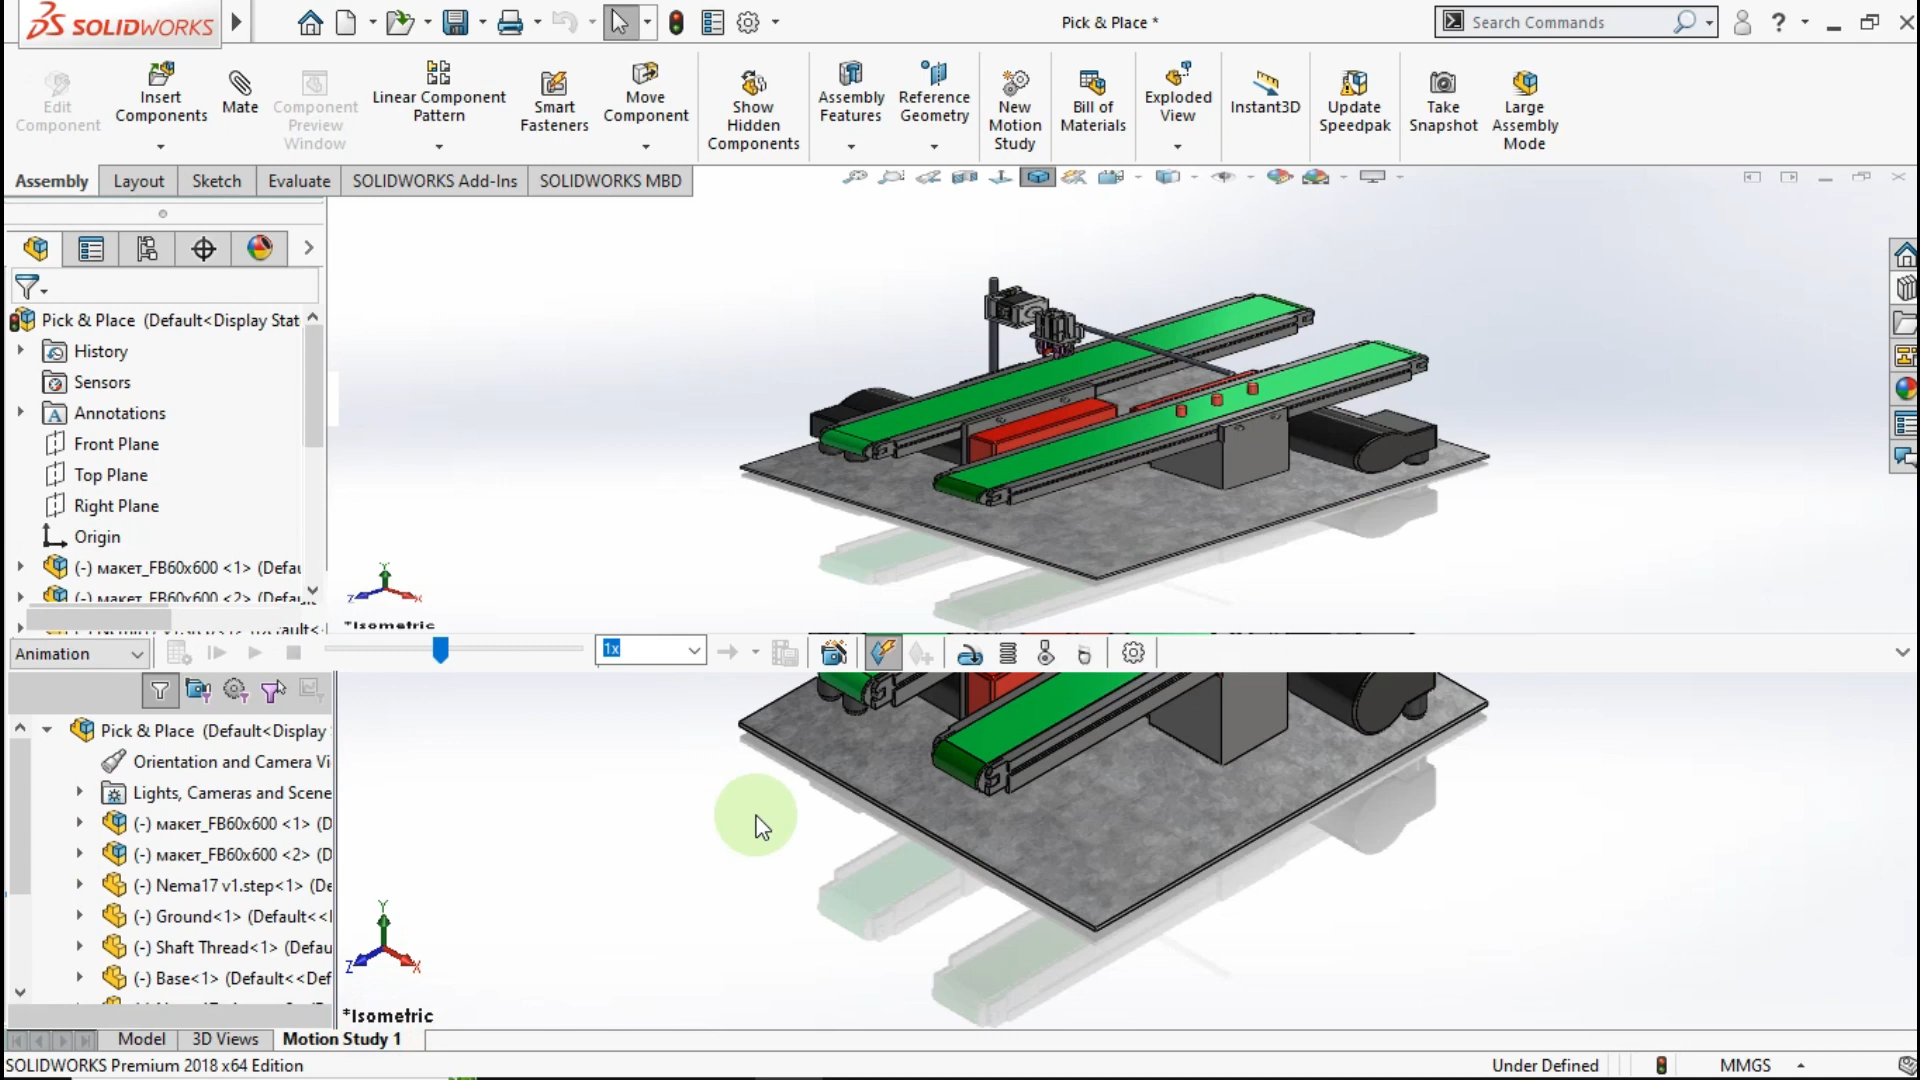 SOLIDWORKS
Pick & Place *
Search Commands
Edit Component
Insert Components
Mate
Component Preview Window
Linear Component Pattern
Smart Fasteners
Move Component
Show Hidden Components
Assembly Features
Reference Geometry
New Motion Study
Bill of Materials
Exploded View
Instant3D
Update Speedpak
Take Snapshot
Large Assembly Mode
Assembly
Layout
Sketch
Evaluate
SOLIDWORKS Add-Ins
SOLIDWORKS MBD
Pick & Place (Default<Display Stat
History
Sensors
Annotations
Front Plane
Top Plane
Right Plane
Origin
(-) макет_FB60x600 <1> (Defau
(-) макет_FB60x600 <2> (Defau
Y
Z
X
*Isometric
Animation
1x
Pick & Place (Default<Display
Orientation and Camera Vi
Lights, Cameras and Scene
(-) макет_FB60x600 <1> (D
(-) макет_FB60x600 <2> (D
(-) Nema17 v1.step<1> (De
(-) Ground<1> (Default<<I
(-) Shaft Thread<1> (Defau
(-) Base<1> (Default<<Def
Y
Z
X
*Isometric
Model
3D Views
Motion Study 1
SOLIDWORKS Premium 2018 x64 Edition
Under Defined
MMGS